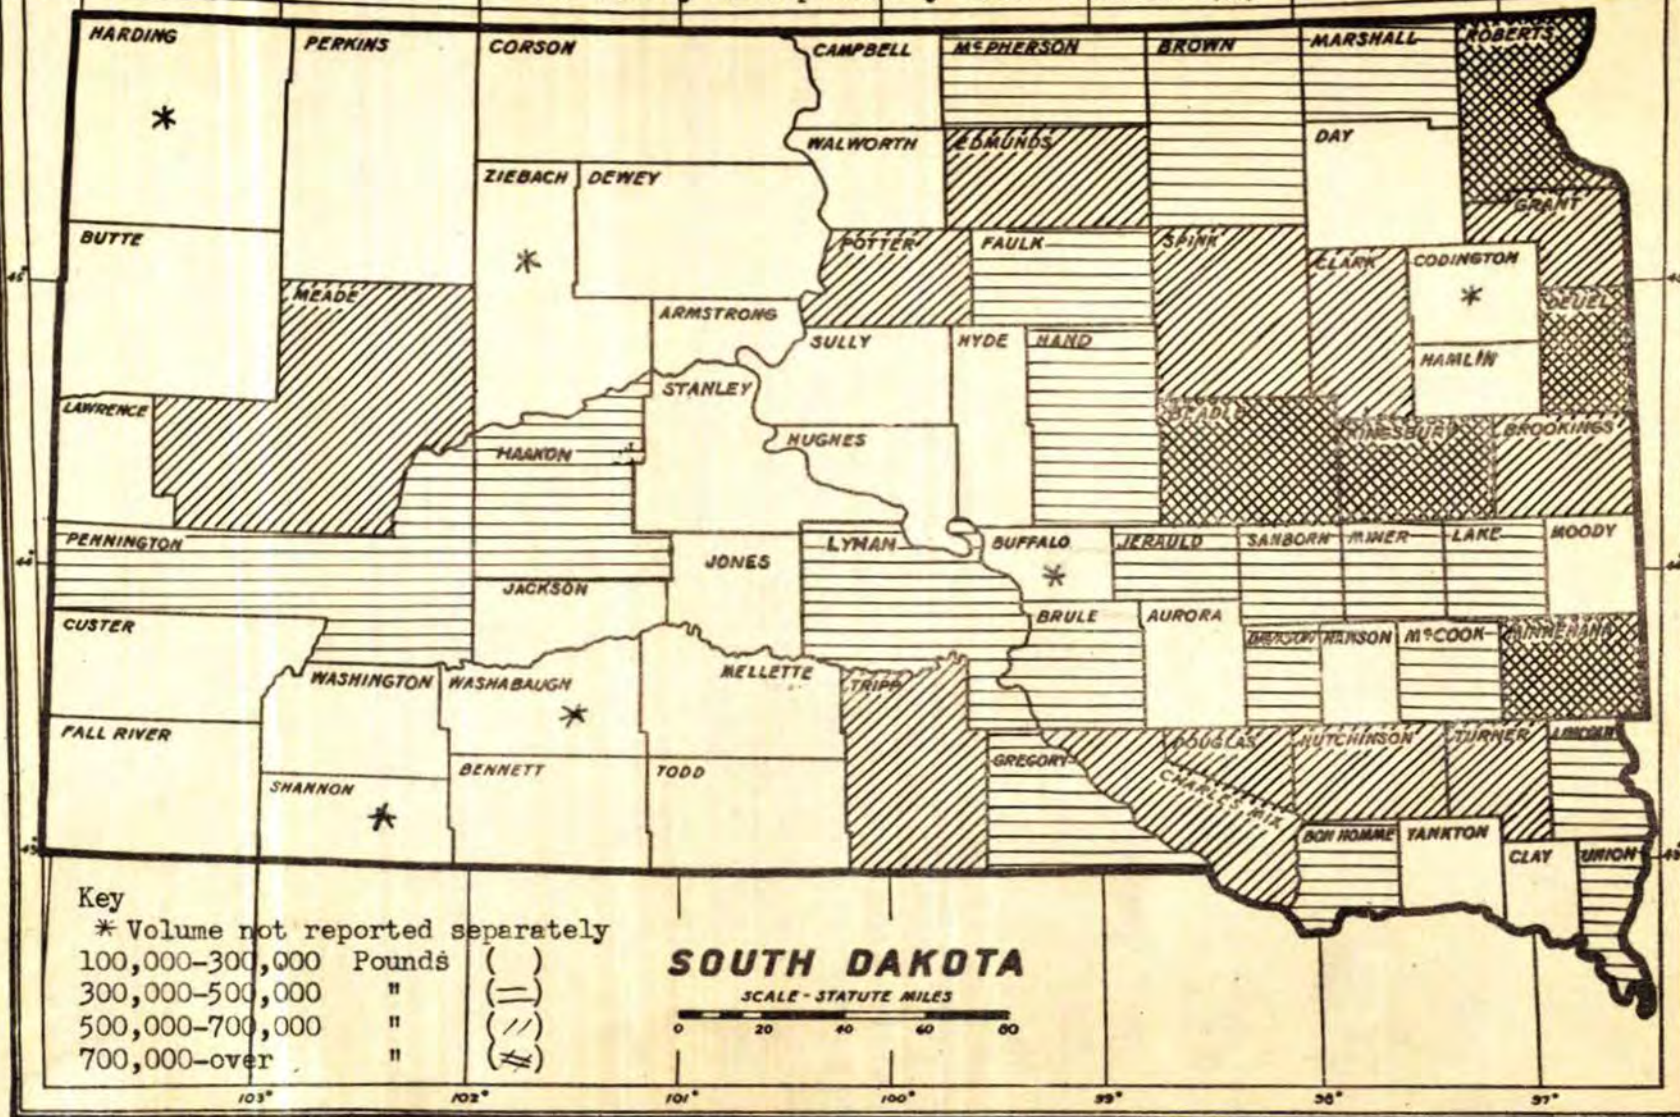 HARDING
*
PERKINS
CORSON
CAMPBELL
McPHERSON
BROWN
MARSHALL
ROBERTS
WALWORTH
EDMUNDS
DAY
ZIEBACH
*
DEWEY
GRANT
BUTTE
POTTER
FAULK
SPINK
CLARK
CODINGTON
*
MEADE
DEUEL
ARMSTRONG
SULLY
HYDE
HAND
HAMLIN
STANLEY
LAWRENCE
BEADLE
KINGSBURY
BROOKINGS
HUGHES
HAAKON
PENNINGTON
LYMAN
BUFFALO
*
JERAULD
SANBORN
MINER
LAKE
MOODY
JONES
JACKSON
CUSTER
BRULE
AURORA
DAVISON
HANSON
McCOOK
MINNEHAHA
WASHINGTON
WASHABAUGH
*
MELLETTE
TRIPP
FALL RIVER
DOUGLAS
HUTCHINSON
TURNER
LINCOLN
GREGORY
BENNETT
TODD
SHANNON
*
CHARLES MIX
BON HOMME
YANKTON
CLAY
UNION
Key
* Volume not reported separately
100,000-300,000 Pounds ( )
300,000-500,000 " (=)
500,000-700,000 " (//)
700,000-over " (#)
SOUTH DAKOTA
SCALE - STATUTE MILES
0 20 40 60 80
103° 102° 101° 100° 99° 98° 97°